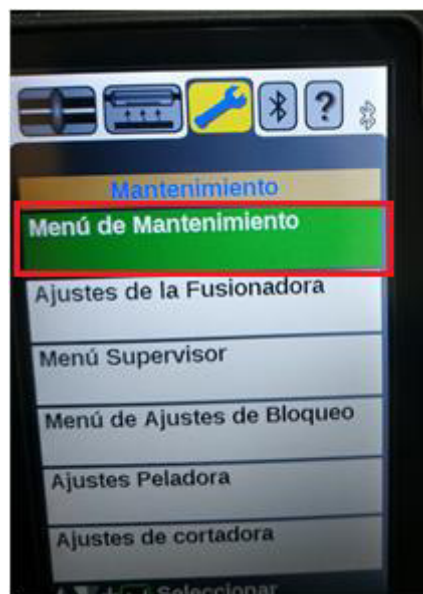 ?
Mantenimiento
Menú de Mantenimiento
Ajustes de la Fusionadora
Menú Supervisor
Menú de Ajustes de Bloqueo
Ajustes Peladora
Ajustes de cortadora
Seleccionar